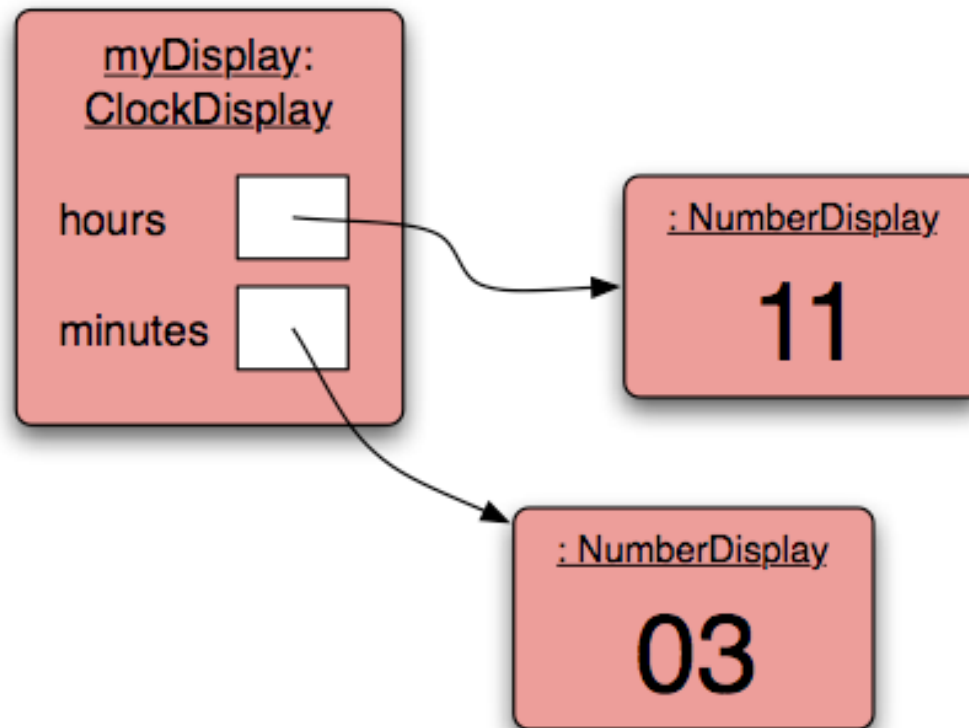 myDisplay:
ClockDisplay
hours
minutes
: NumberDisplay
11
: NumberDisplay
03